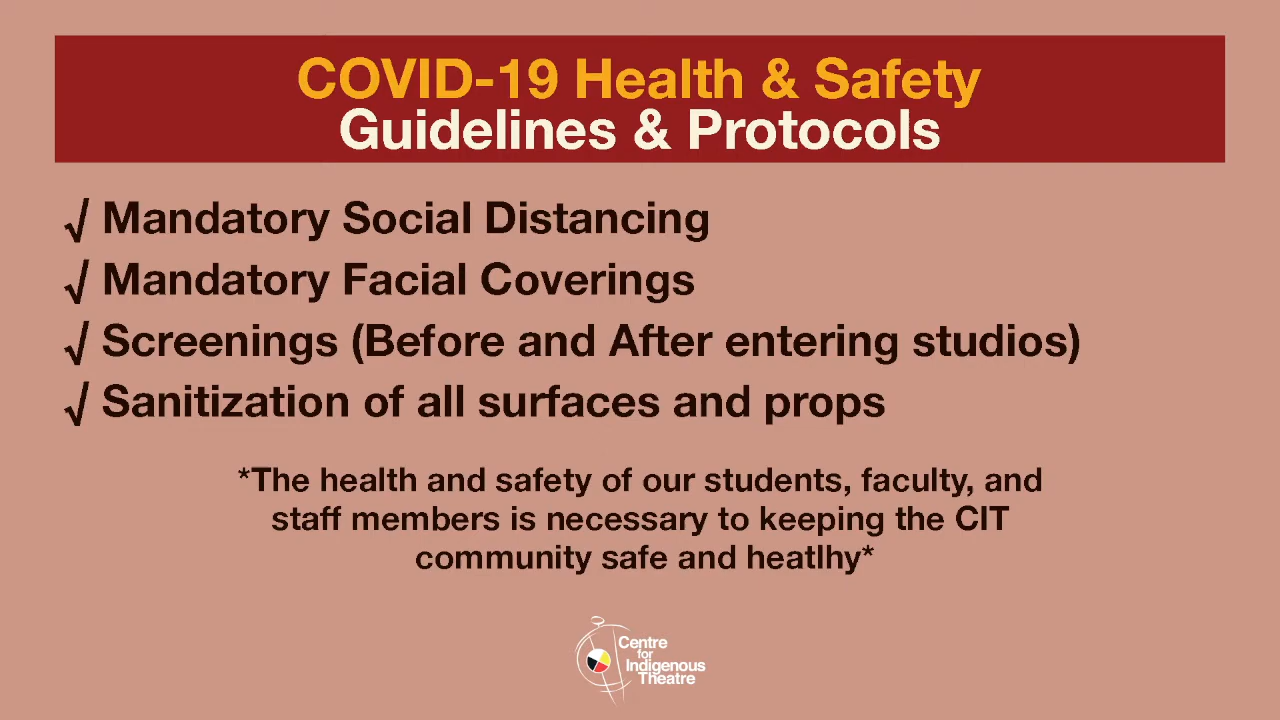 COVID-19 Health & Safety
Guidelines & Protocols
√ Mandatory Social Distancing
√ Mandatory Facial Coverings
√ Screenings (Before and After entering studios)
√ Sanitization of all surfaces and props
*The health and safety of our students, faculty, and
staff members is necessary to keeping the CIT
community safe and heatlhy*
Centre
for
Indigenous
Theatre